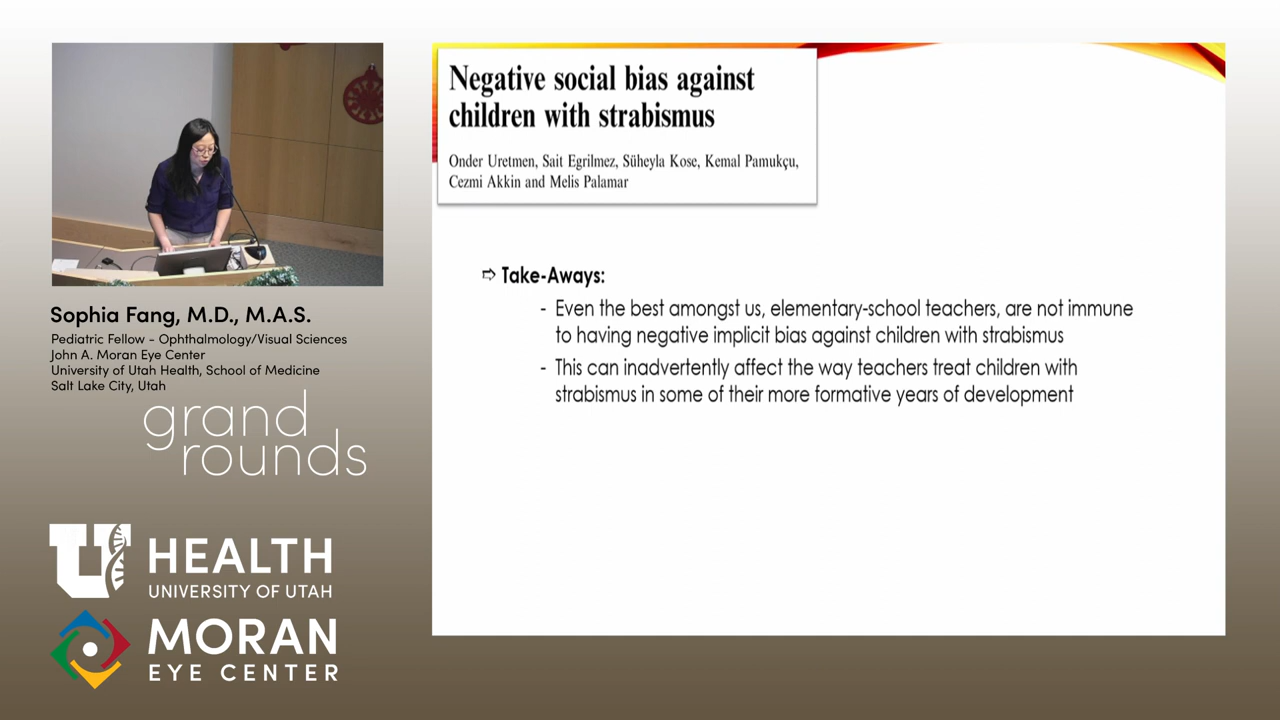 Negative social bias against
children with strabismus
Onder Uretmen, Sait Egrilmez, Süheyla Kose, Kemal Pamukçu,
Cezmi Akkin and Melis Palamar
⇨ Take-Aways:
- Even the best amongst us, elementary-school teachers, are not immune
to having negative implicit bias against children with strabismus
- This can inadvertently affect the way teachers treat children with
strabismus in some of their more formative years of development
Sophia Fang, M.D., M.A.S.
Pediatric Fellow - Ophthalmology/Visual Sciences
John A. Moran Eye Center
University of Utah Health, School of Medicine
Salt Lake City, Utah
grand
rounds
U HEALTH
UNIVERSITY OF UTAH
MORAN
EYE CENTER